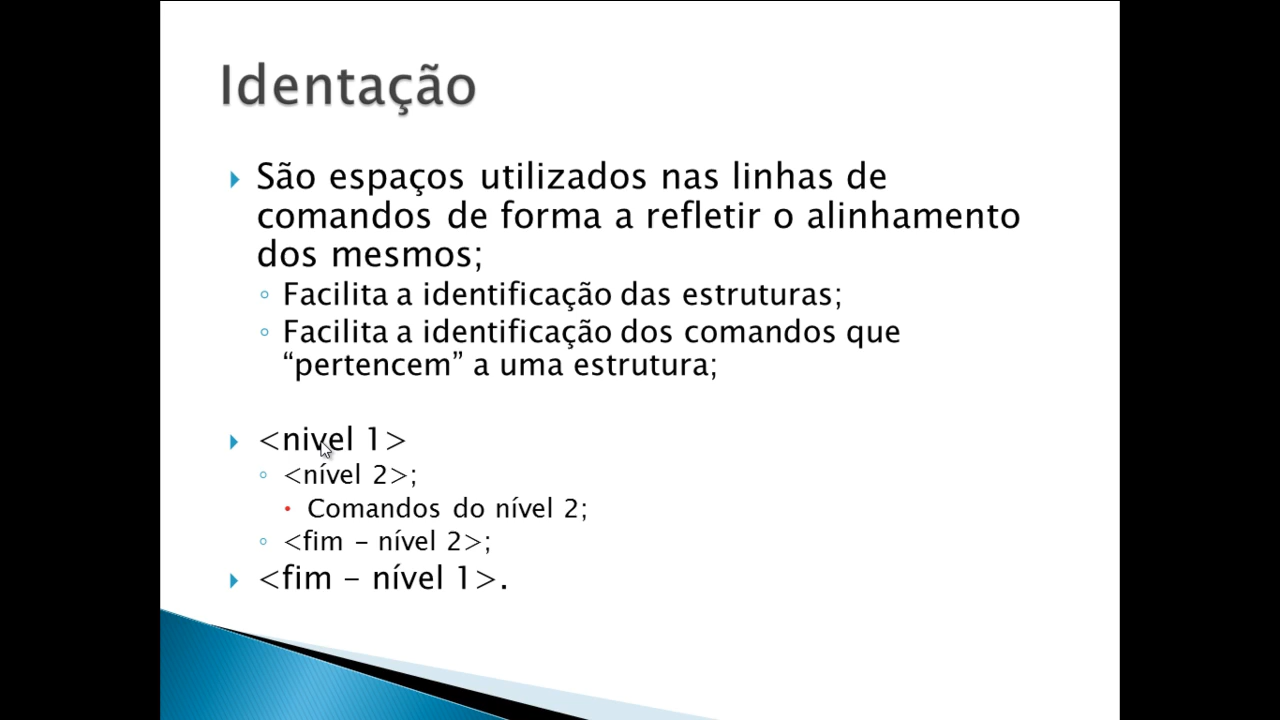 Identação
São espaços utilizados nas linhas de
comandos de forma a refletir o alinhamento
dos mesmos;
Facilita a identificação das estruturas;
Facilita a identificação dos comandos que
“pertencem” a uma estrutura;
<nivel 1>
<nível 2>;
Comandos do nível 2;
<fim – nível 2>;
<fim – nível 1>.